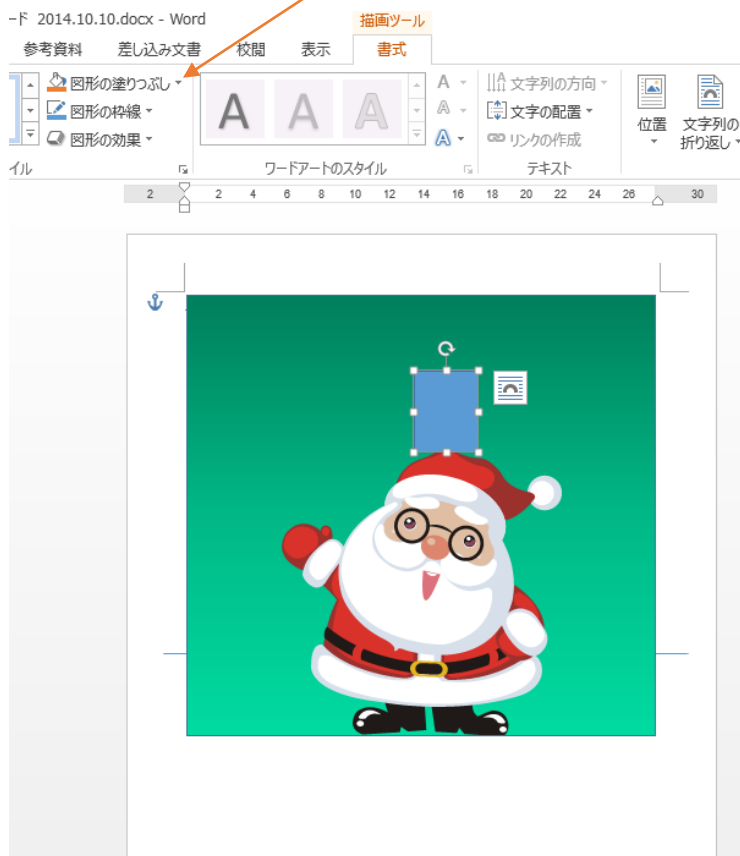 ード 2014.10.10.docx - Word
描画ツール
参考資料 差し込み文書 校閲 表示 書式
図形の塗りつぶし
図形の枠線
図形の効果
A A A
A
A
A
文字列の方向
文字の配置
リンクの作成
位置
文字列の
折り返し
イル
ワードアートのスタイル
テキスト
2 2 4 6 8 10 12 14 16 18 20 22 24 26 30